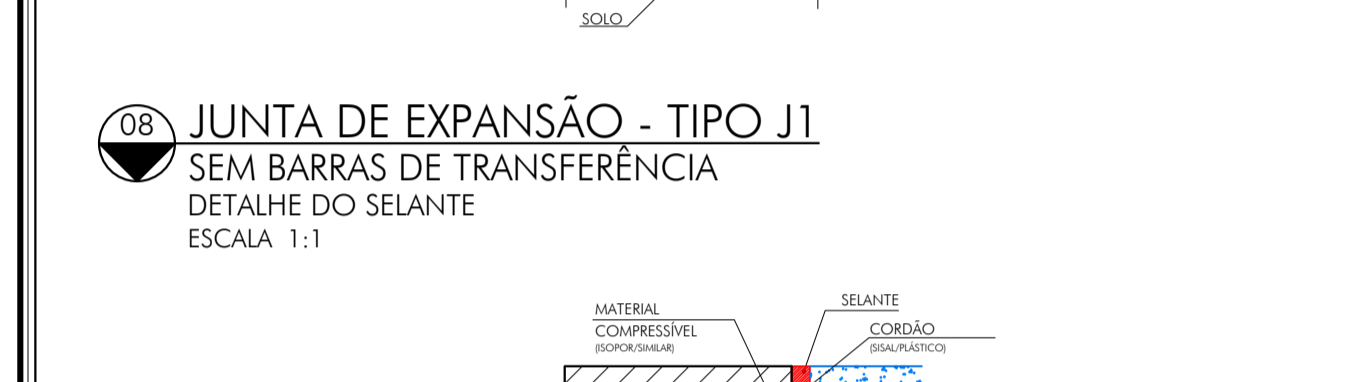 SOLO
08
JUNTA DE EXPANSÃO - TIPO J1
SEM BARRAS DE TRANSFERÊNCIA
DETALHE DO SELANTE
ESCALA 1:1
MATERIAL
COMPRESSÍVEL
(ISOPOR/SIMILAR)
SELANTE
CORDÃO
(SISAL/PLÁSTICO)